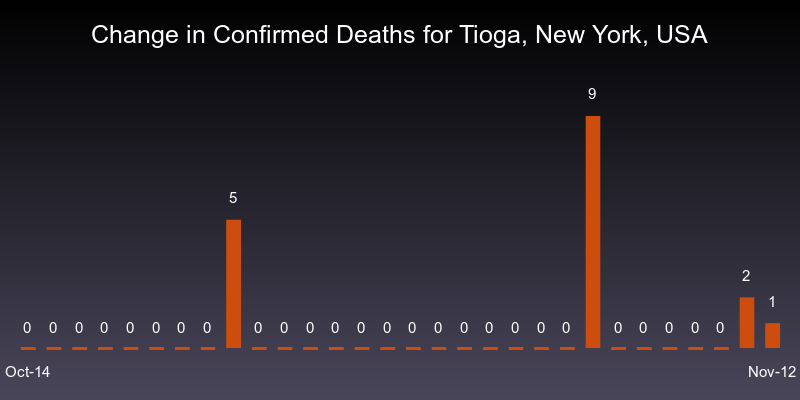 Change in Confirmed Deaths for Tioga, New York, USA
9
5
2
1
0 0 0 0 0 0 0 0 0 0 0 0 0 0 0 0 0 0 0 0 0 0 0 0 0 0
Oct-14 Nov-12